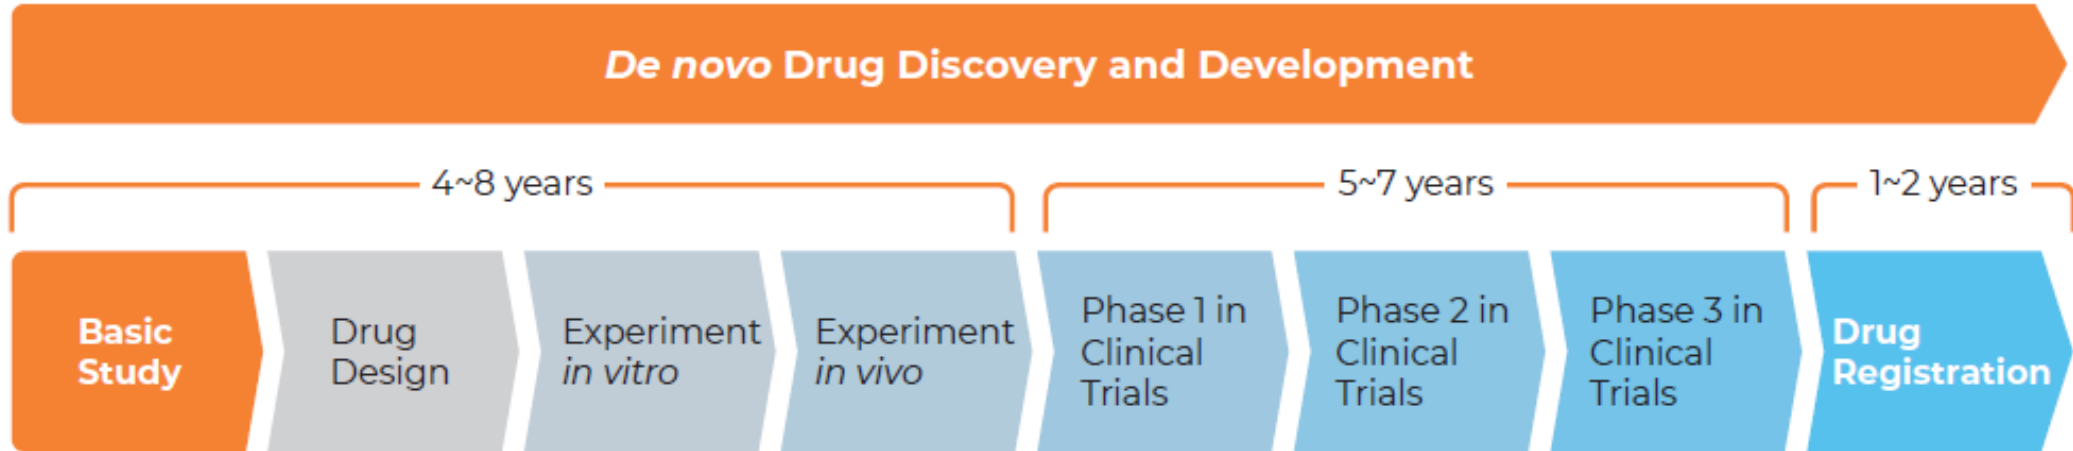 De novo Drug Discovery and Development
4~8 years
5~7 years
1~2 years
Basic
Study
Drug
Design
Experiment
in vitro
Experiment
in vivo
Phase 1 in
Clinical
Trials
Phase 2 in
Clinical
Trials
Phase 3 in
Clinical
Trials
Drug
Registration